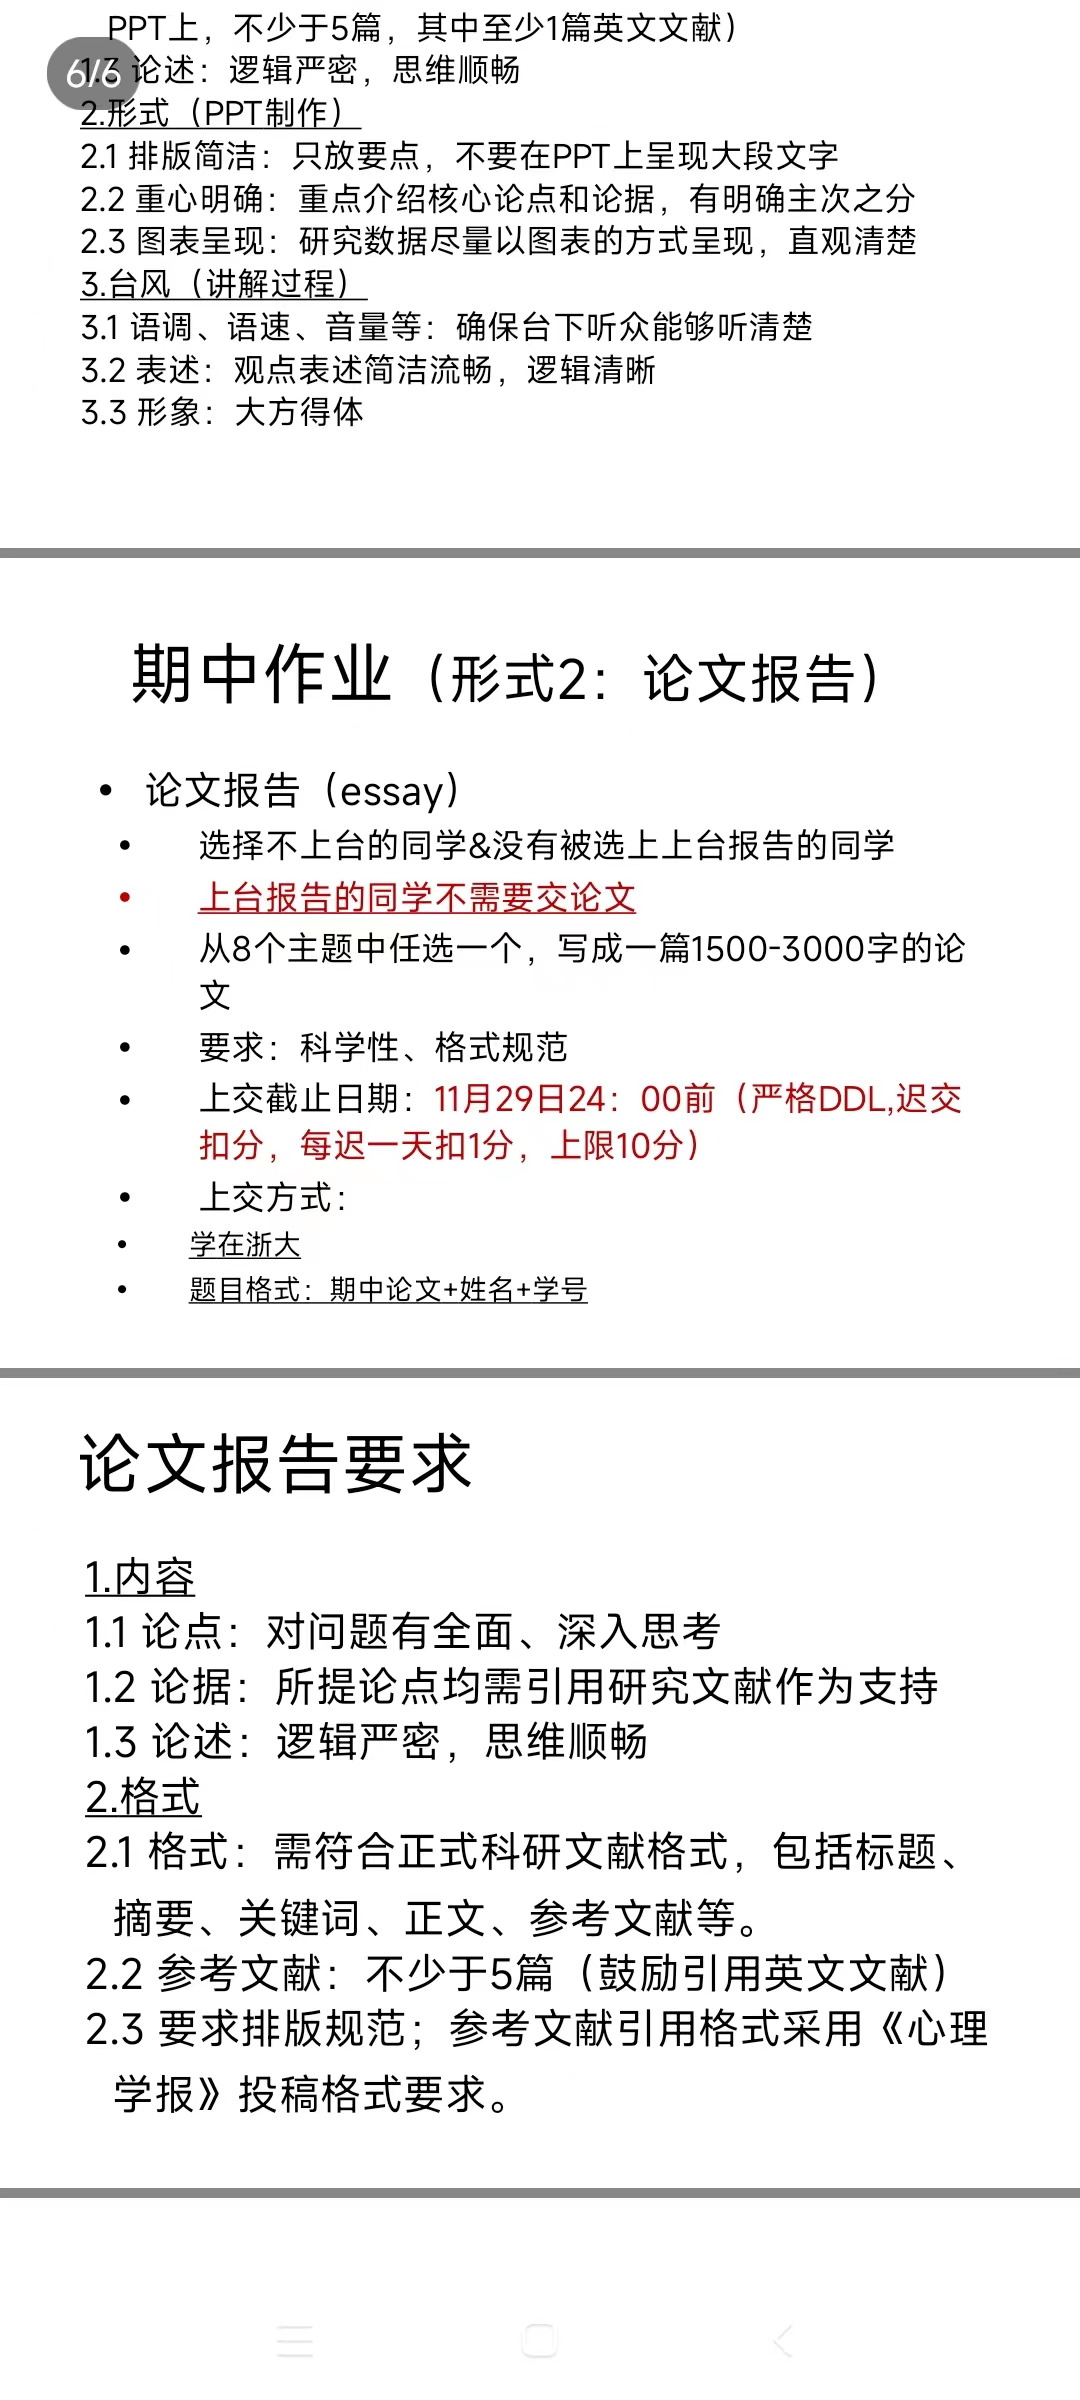 PPT上，不少于5篇，其中至少1篇英文文献）
6/6
1.3 论述：逻辑严密，思维顺畅
2.形式（PPT制作）
2.1 排版简洁：只放要点，不要在PPT上呈现大段文字
2.2 重心明确：重点介绍核心论点和论据，有明确主次之分
2.3 图表呈现：研究数据尽量以图表的方式呈现，直观清楚
3.台风（讲解过程）
3.1 语调、语速、音量等：确保台下听众能够听清楚
3.2 表述：观点表述简洁流畅，逻辑清晰
3.3 形象：大方得体
期中作业（形式2：论文报告）
• 论文报告（essay）
• 选择不上台的同学&没有被选上上台报告的同学
• 上台报告的同学不需要交论文
• 从8个主题中任选一个，写成一篇1500-3000字的论
文
• 要求：科学性、格式规范
• 上交截止日期：11月29日24：00前（严格DDL,迟交
扣分，每迟一天扣1分，上限10分）
• 上交方式：
• 学在浙大
• 题目格式：期中论文+姓名+学号
论文报告要求
1.内容
1.1 论点：对问题有全面、深入思考
1.2 论据：所提论点均需引用研究文献作为支持
1.3 论述：逻辑严密，思维顺畅
2.格式
2.1 格式：需符合正式科研文献格式，包括标题、
摘要、关键词、正文、参考文献等。
2.2 参考文献：不少于5篇（鼓励引用英文文献）
2.3 要求排版规范；参考文献引用格式采用《心理
学报》投稿格式要求。